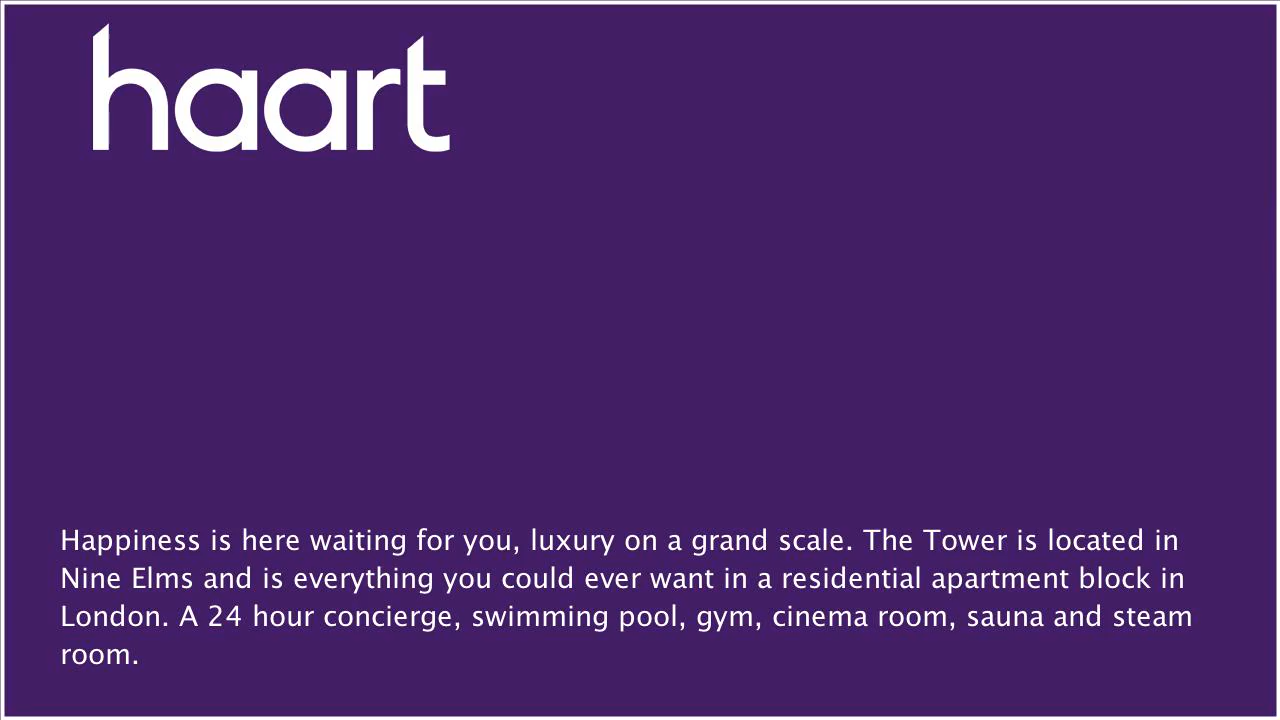 haart
Happiness is here waiting for you, luxury on a grand scale. The Tower is located in
Nine Elms and is everything you could ever want in a residential apartment block in
London. A 24 hour concierge, swimming pool, gym, cinema room, sauna and steam
room.